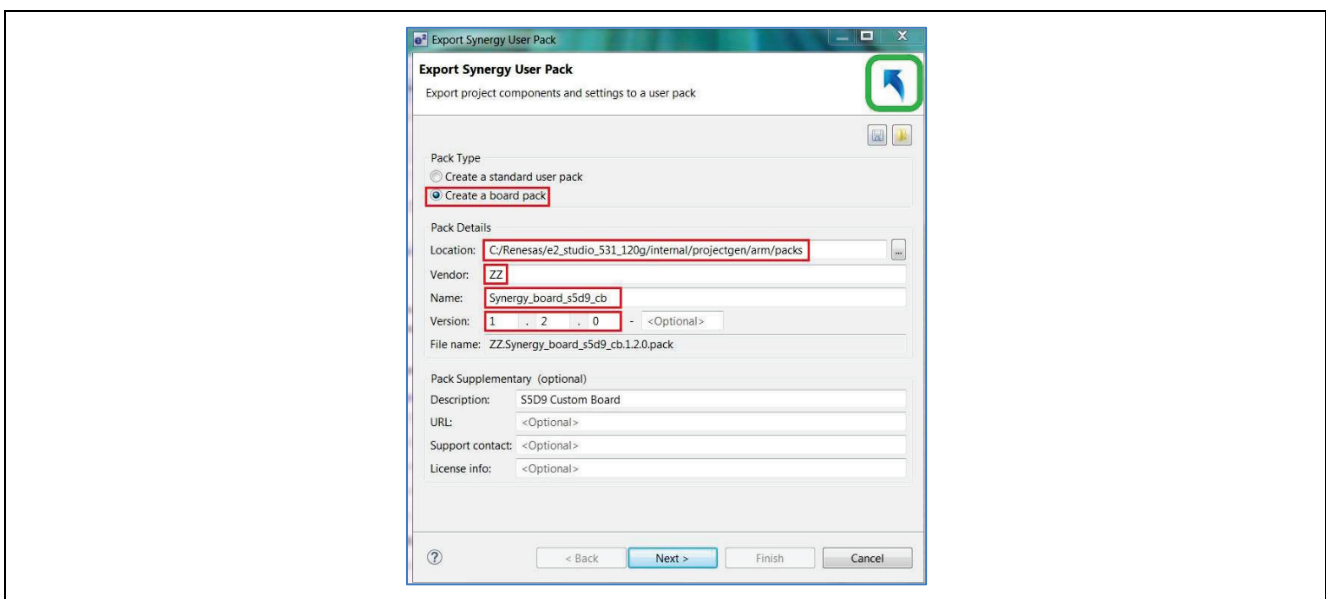 e² Export Synergy User Pack
Export Synergy User Pack
Export project components and settings to a user pack
Pack Type
Create a standard user pack
Create a board pack
Pack Details
Location: C:/Renesas/e2_studio_531_120g/internal/projectgen/arm/packs ...
Vendor: ZZ
Name: Synergy_board_s5d9_cb
Version: 1 . 2 . 0 - <Optional>
File name: ZZ.Synergy_board_s5d9_cb.1.2.0.pack
Pack Supplementary (optional)
Description: S5D9 Custom Board
URL: <Optional>
Support contact: <Optional>
License info: <Optional>
? < Back Next > Finish Cancel